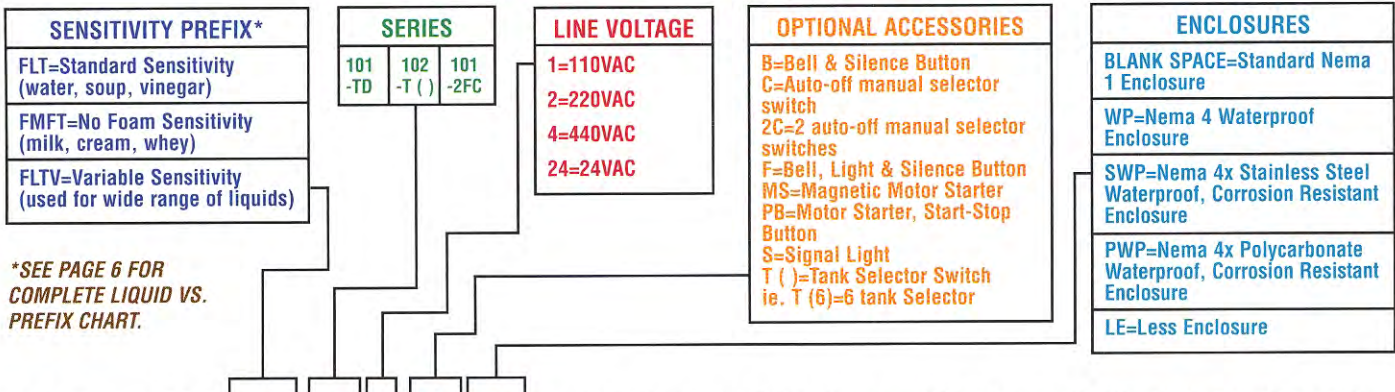 SENSITIVITY PREFIX*
FLT=Standard Sensitivity
(water, soup, vinegar)
FMFT=No Foam Sensitivity
(milk, cream, whey)
FLTV=Variable Sensitivity
(used for wide range of liquids)
*SEE PAGE 6 FOR
COMPLETE LIQUID VS.
PREFIX CHART.
SERIES
101 102 101
-TD -T ( ) -2FC
LINE VOLTAGE
1=110VAC
2=220VAC
4=440VAC
24=24VAC
OPTIONAL ACCESSORIES
B=Bell & Silence Button
C=Auto-off manual selector
switch
2C=2 auto-off manual selector
switches
F=Bell, Light & Silence Button
MS=Magnetic Motor Starter
PB=Motor Starter, Start-Stop
Button
S=Signal Light
T ( )=Tank Selector Switch
ie. T (6)=6 tank Selector
ENCLOSURES
BLANK SPACE=Standard Nema
1 Enclosure
WP=Nema 4 Waterproof
Enclosure
SWP=Nema 4x Stainless Steel
Waterproof, Corrosion Resistant
Enclosure
PWP=Nema 4x Polycarbonate
Waterproof, Corrosion Resistant
Enclosure
LE=Less Enclosure